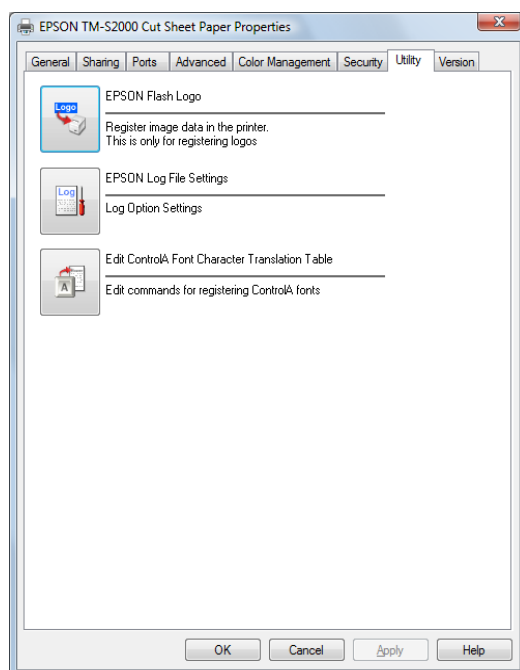 EPSON TM-S2000 Cut Sheet Paper Properties
General Sharing Ports Advanced Color Management Security Utility Version
Logo
EPSON Flash Logo
Register image data in the printer.
This is only for registering logos
Log
EPSON Log File Settings
Log Option Settings
A
Edit ControlA Font Character Translation Table
Edit commands for registering ControlA fonts
OK Cancel Apply Help